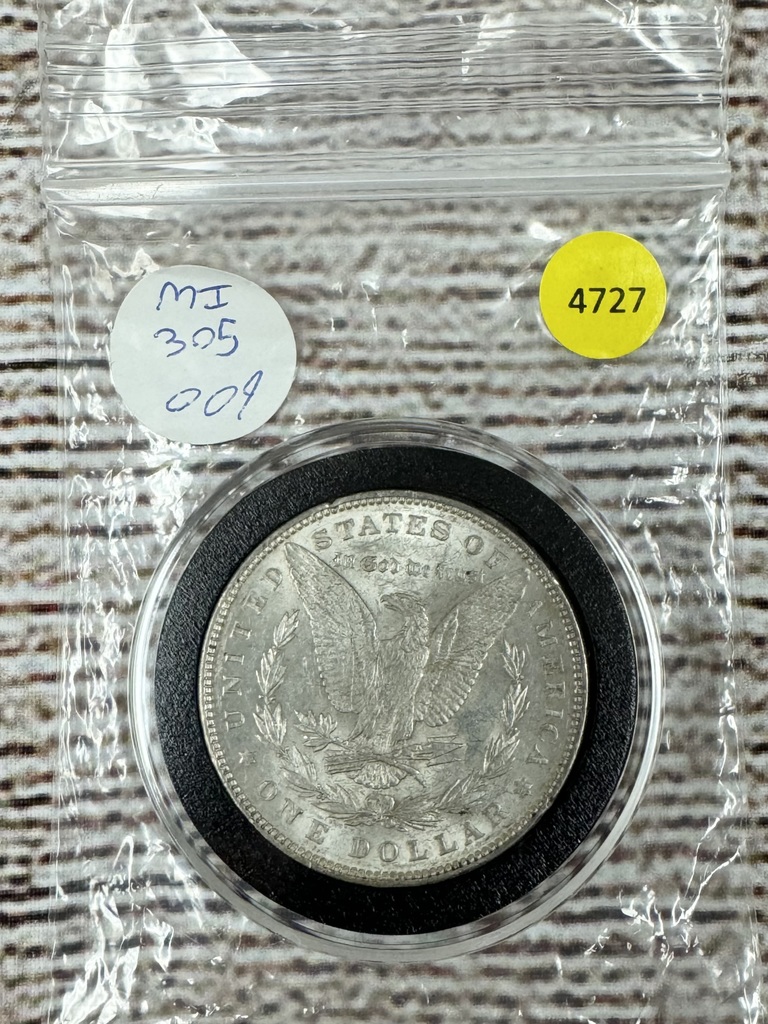 MI
305
009
4727
UNITED STATES OF AMERICA
In God we trust
ONE DOLLAR